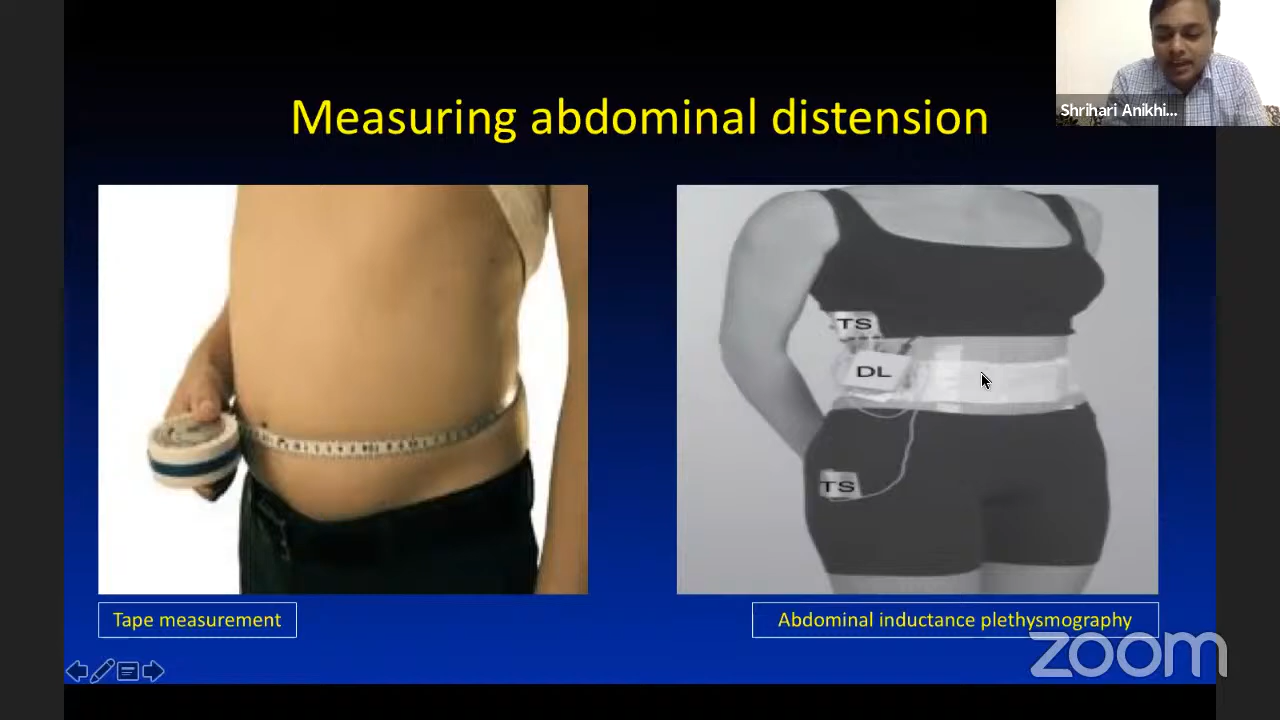 Measuring abdominal distension
Shrihari Anikhi...
TS
DL
TS
Tape measurement
Abdominal inductance plethysmography
zoom